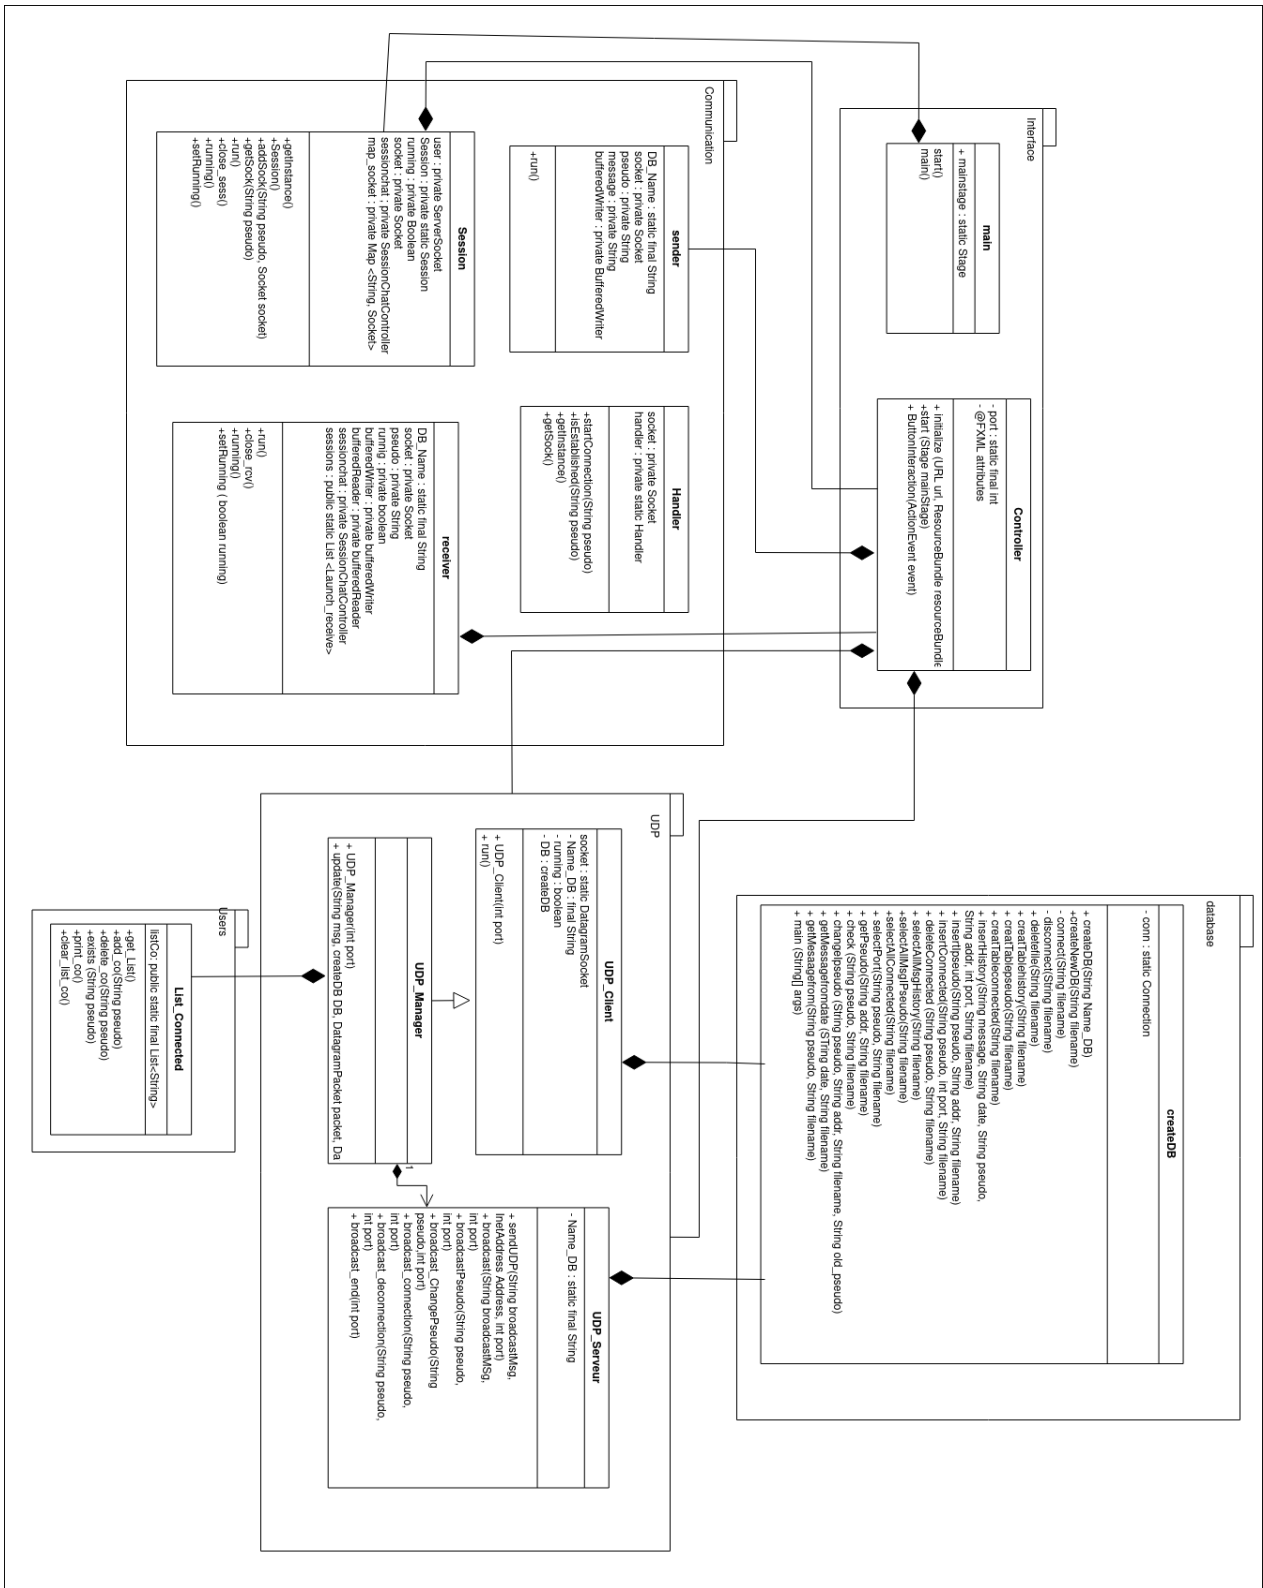 Interface
main
+ mainstage : static Stage
start()
main()
Controller
- port : static final int
- @FXML attributes
+ initialize (URL url, ResourceBundle resourceBundle
+start (Stage mainStage)
+ ButtonInteraction(ActionEvent event)
Communication
sender
DB_Name : static final String
socket : private Socket
pseudo : private String
message : private String
bufferedWriter : private BufferedWriter
+run()
Handler
socket : private Socket
handler : private static Handler
+startConnection(String pseudo)
+isEstablished(String pseudo)
+getInstance()
+getSock()
Session
user : private ServerSocket
Session : private static Session
running : private Boolean
socket : private Socket
sessionchat : private SessionChatController
map_socket : private Map <String, Socket>
+getInstance()
+Session()
+addSock(String pseudo, Socket socket)
+getSock(String pseudo)
+run()
+close_sess()
+running()
+setRunning()
receiver
DB_Name : static final String
socket : private Socket
pseudo : private String
runnig : private boolean
bufferedWriter : private bufferedWriter
bufferedReader : private bufferedReader
sessionchat : private SessionChatController
sessions : public static List <Launch_receive>
+run()
+close_rcv()
+running()
+setRunning ( boolean running)
database
createDB
- conn : static Connection
+ createDB(String Name_DB)
+createNewDB(String filename)
- connect(String filename)
- disconnect(String filename)
+ deletefile(String filename)
+ creatTablehistory(String filename)
+ creatTablepseudo(String filename)
+ creatTableconnected(String filename)
+ insertHistory(String message, String date, String pseudo,
String addr, int port, String filename)
+ insertIpseudo(String pseudo, String addr, String filename)
+ insertConnected(String pseudo, int port, String filename)
+ deleteConnected (String pseudo, String filename)
+ selectAllMsgHistory(String filename)
+selectAllMsgIPseudo(String filename)
+selectAllConnected(String filename)
+ selectPort(String pseudo, String filename)
+ getPseudo(String addr, String filename)
+ check (String pseudo, String filename)
+ changeIpseudo (String pseudo, String addr, String filename, String old_pseudo)
+ getMessagefromdate (STring date, String filename)
+ getMesaagefrom(String pseudo, String filename)
+ main (String[] args)
UDP
UDP_Client
socket : static DatagramSocket
- Name_DB : final String
- running : boolean
- DB : createDB
+ UDP_Client(int port)
+ run()
UDP_Manager
+ UDP_Manager(int port)
+ update(String msg, createDB DB, DatagramPacket packet, Da
1
UDP_Serveur
- Name_DB : static final String
+ sendUDP(String broadcastMsg,
InetAddress Address, int port)
+ broadcast(String broadcastMSg,
int port)
+ broadcastPseudo(String pseudo,
int port)
+ broadcast_ChangePseudo(String
pseudo,int port)
+ broadcast_connection(String pseudo,
int port)
+ broadcast_deconnection(String pseudo,
int port)
+ broadcast_end(int port)
Users
List_Connected
listCo: public static final List<String>
+get_List()
+add_co(String pseudo)
+delete_co(String pseudo)
+exists (String pseudo)
+print_co()
+clear_list_co()